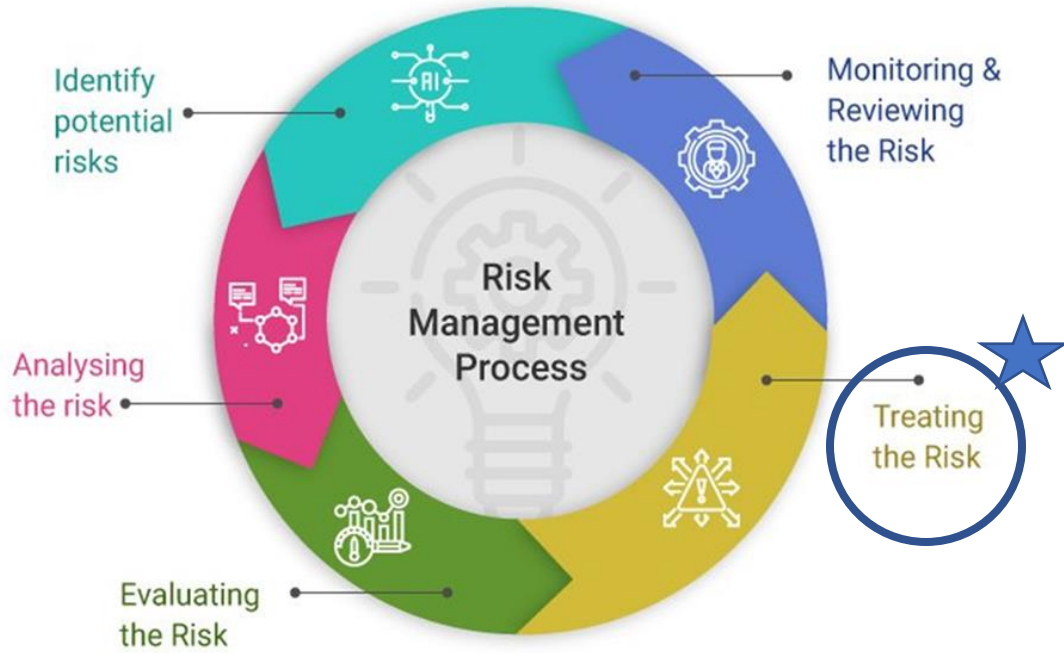 Identify
potential
risks
Monitoring &
Reviewing
the Risk
AI
Risk
Management
Process
Analysing
the risk
Treating
the Risk
Evaluating
the Risk